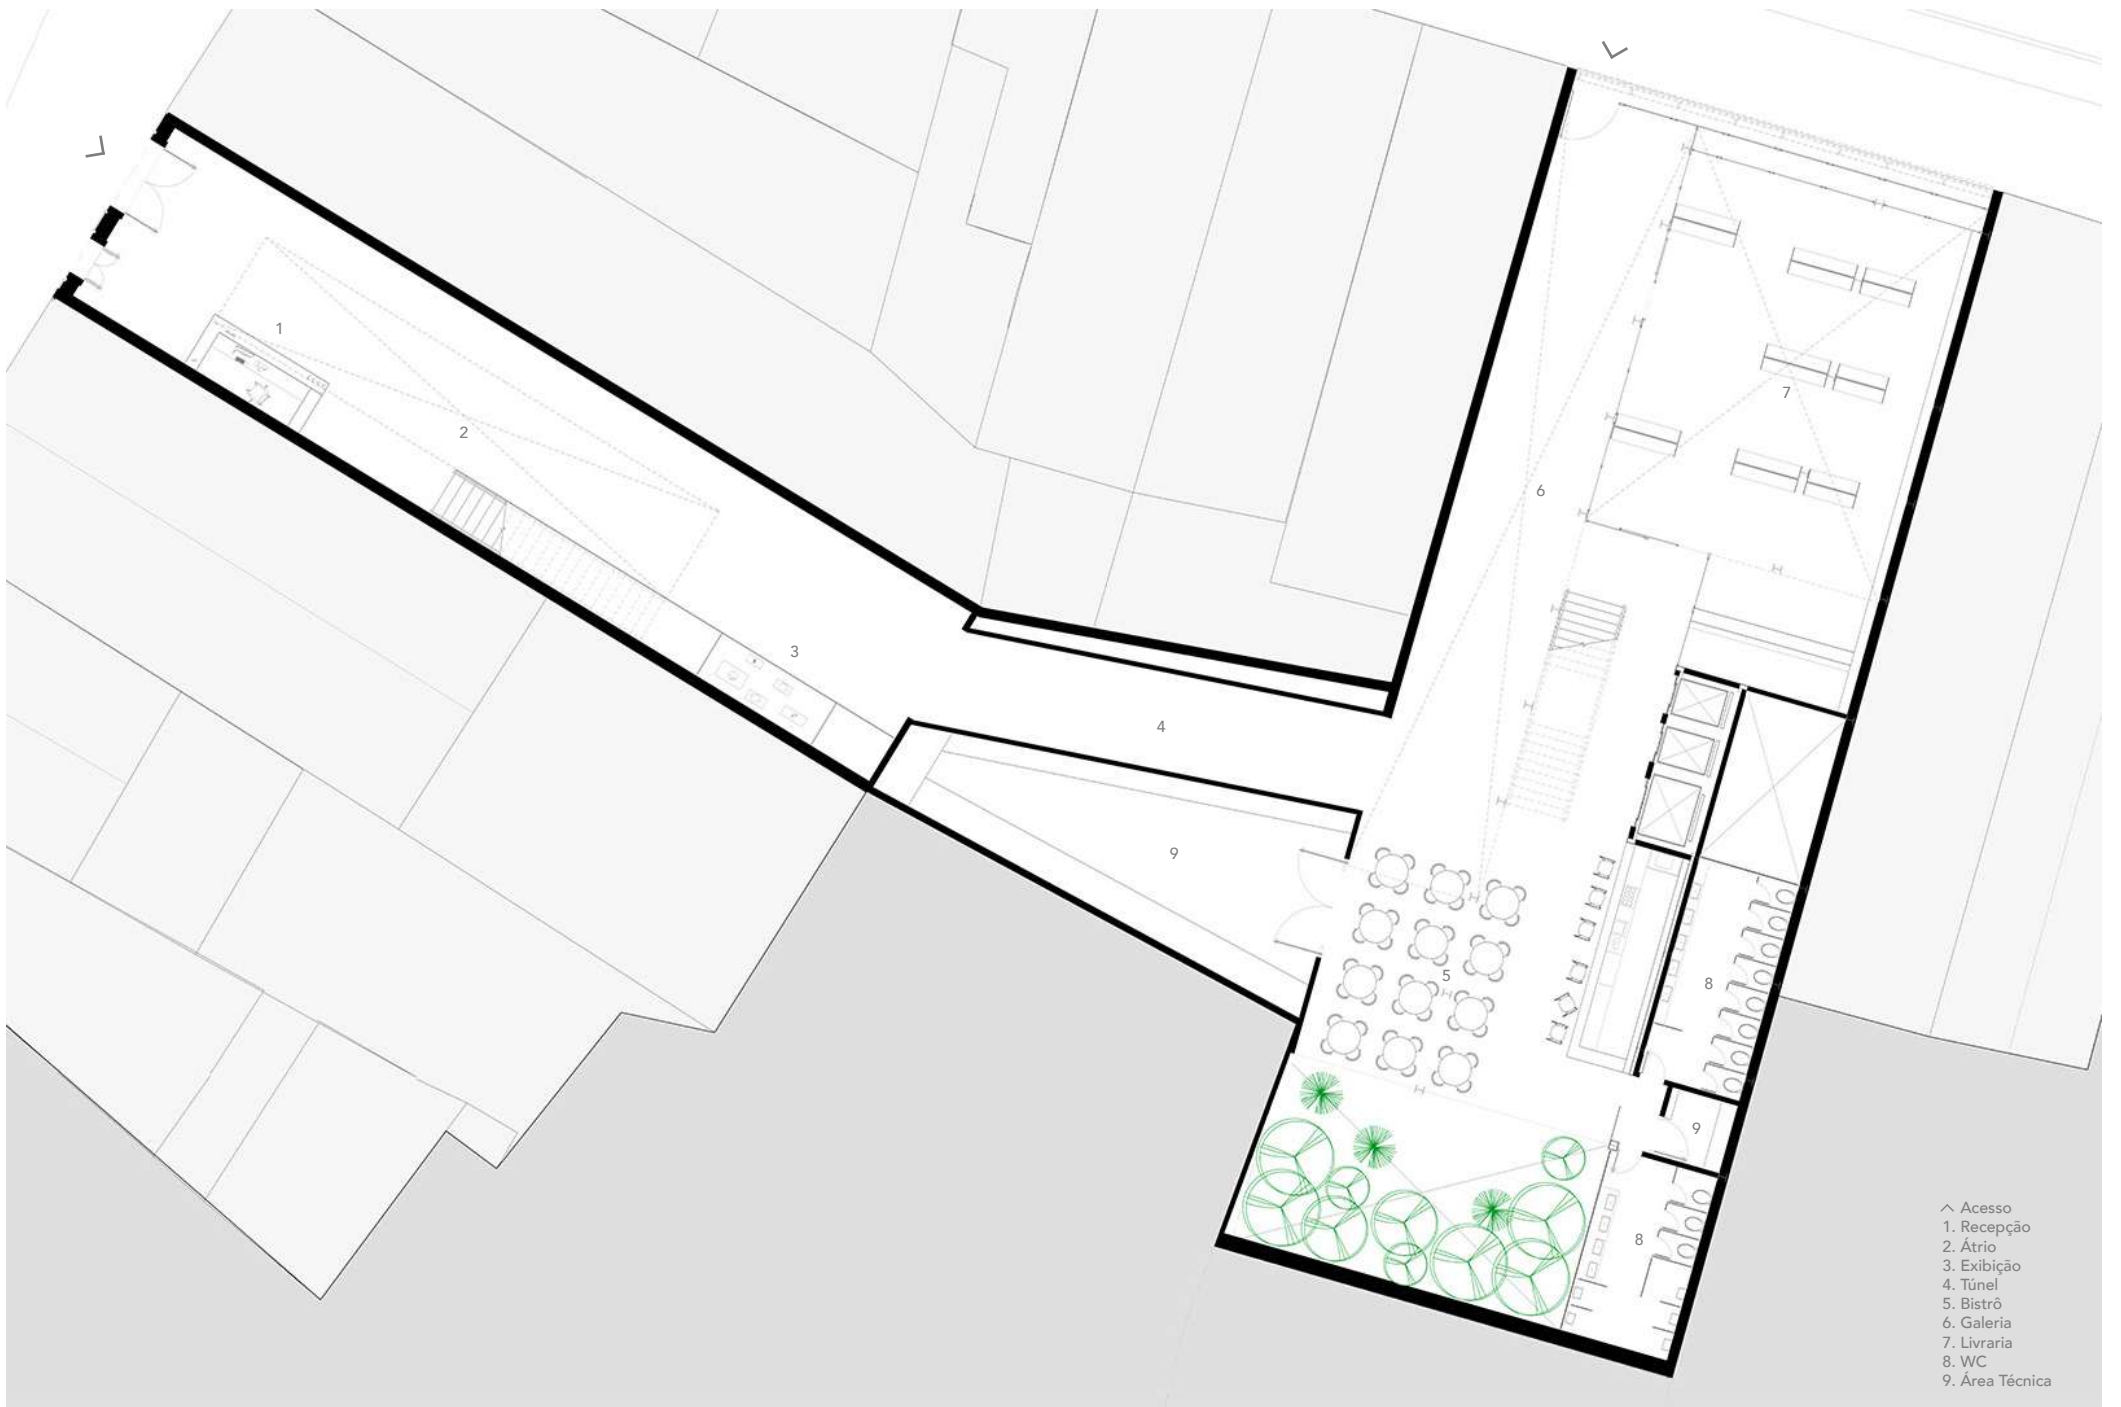 1
2
3
4
5
6
7
8
9
9
8
^ Acesso
1. Recepção
2. Átrio
3. Exibição
4. Túnel
5. Bistrô
6. Galeria
7. Livraria
8. WC
9. Área Técnica